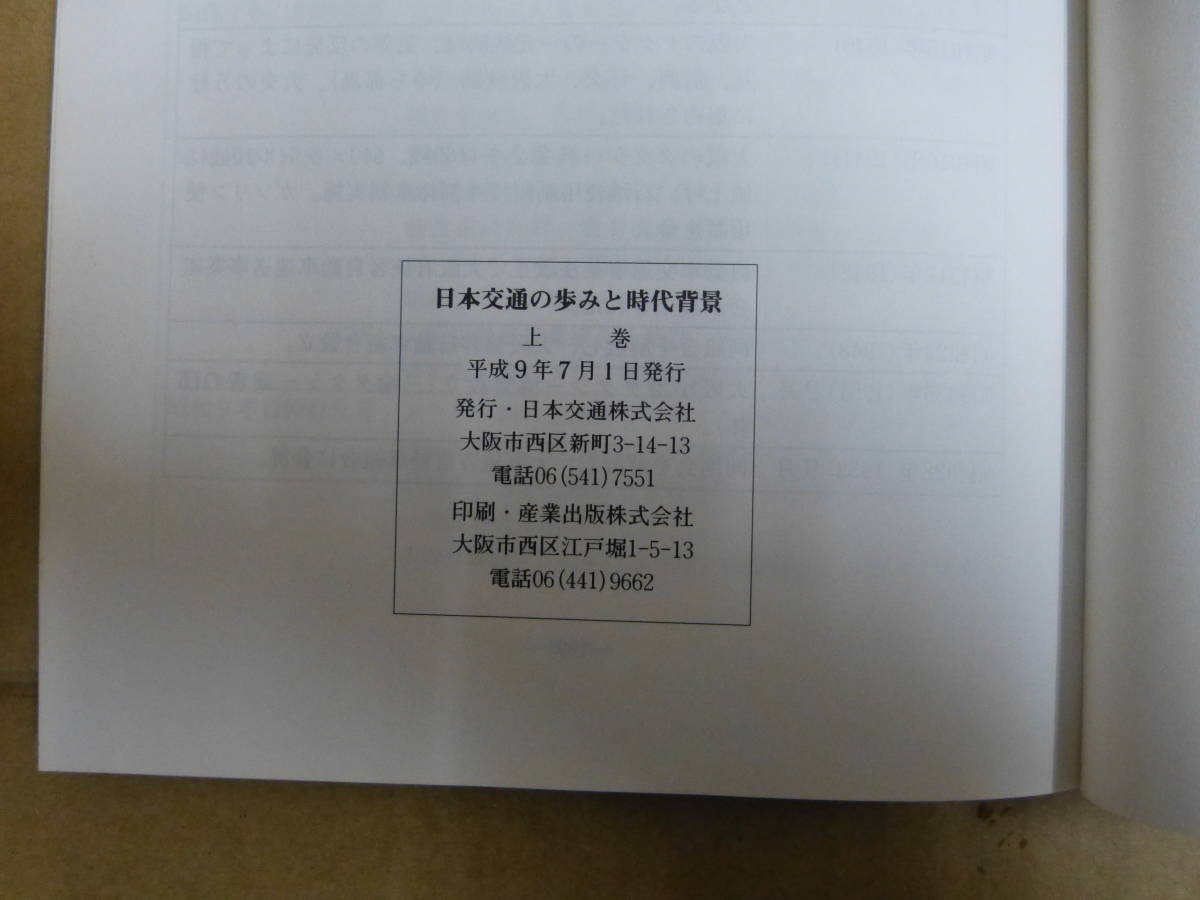 日本交通の歩みと時代背景
上　　　巻
平成9年7月1日発行
発行・日本交通株式会社
大阪市西区新町3-14-13
電話06(541)7551
印刷・産業出版株式会社
大阪市西区江戸堀1-5-13
電話06(441)9662